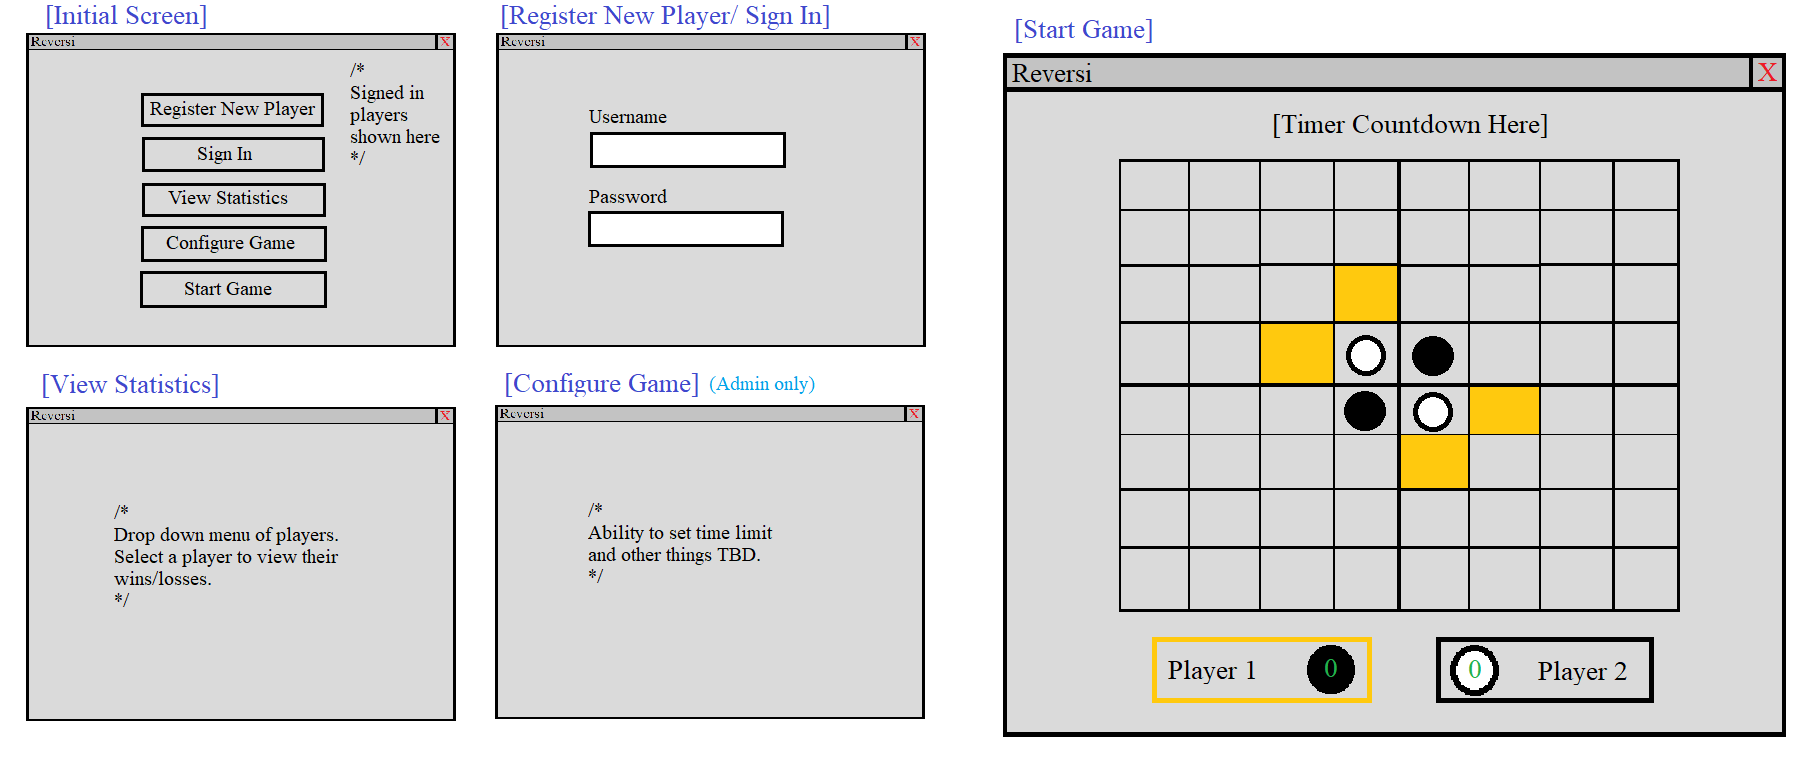 [Initial Screen]
Reversi X
Register New Player
Sign In
View Statistics
Configure Game
Start Game
/*
Signed in
players
shown here
*/
[Register New Player/ Sign In]
Reversi X
Username
Password
[View Statistics]
Reversi X
/*
Drop down menu of players.
Select a player to view their
wins/losses.
*/
[Configure Game] (Admin only)
Reversi X
/*
Ability to set time limit
and other things TBD.
*/
[Start Game]
Reversi X
[Timer Countdown Here]
Player 1 0
0 Player 2